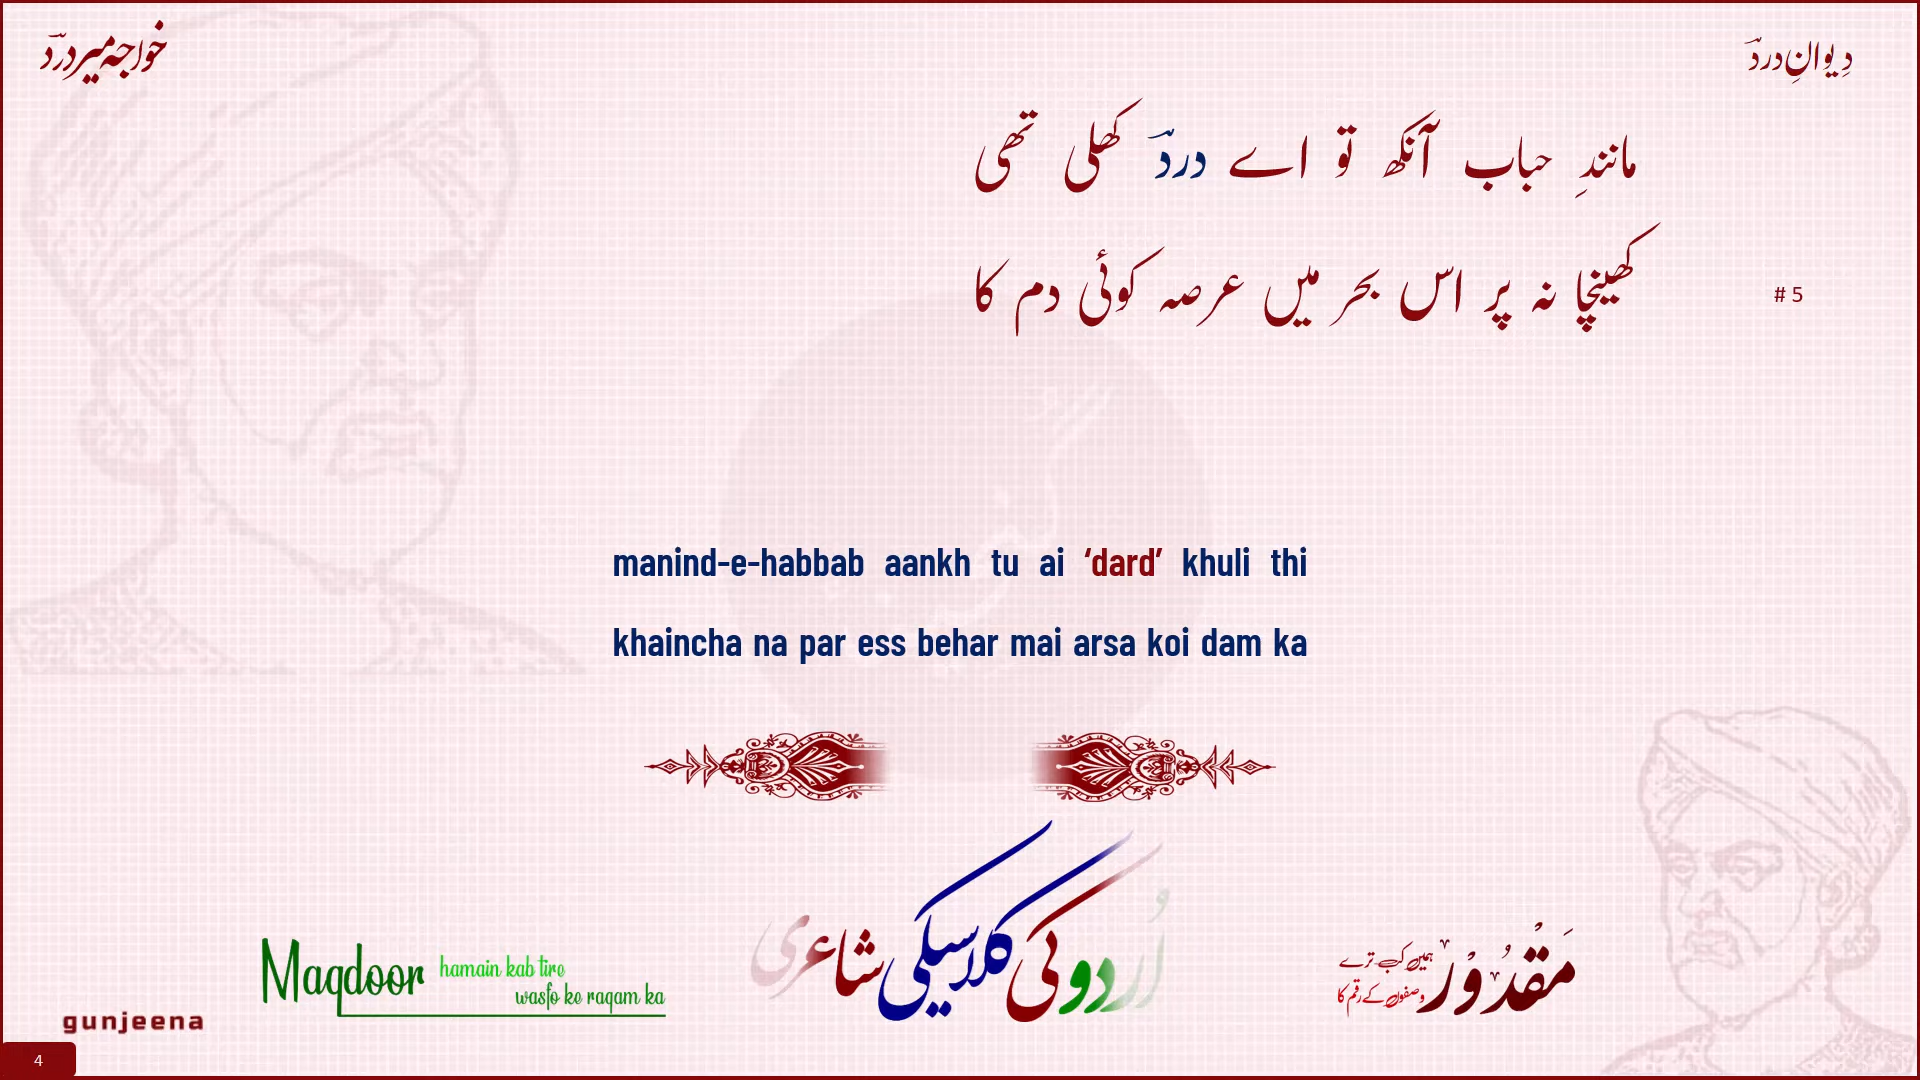 دِیوانِ دردؔ
خواجہ میر دردؔ
مانندِ حباب آنکھ تو اے دردؔ کھلی تھی
کھینچا نہ پر اس بحر میں عرصہ کوئی دم کا
# 5
manind-e-habbab aankh tu ai ‘dard’ khuli thi
khaincha na par ess behar mai arsa koi dam ka
اُردو کی کلاسیکی شاعری
مَقدُوْر ہمیں کب ترے
وصفوں کے رقم کا
Maqdoor hamain kab tire
wasfo ke raqam ka
gunjeena
4